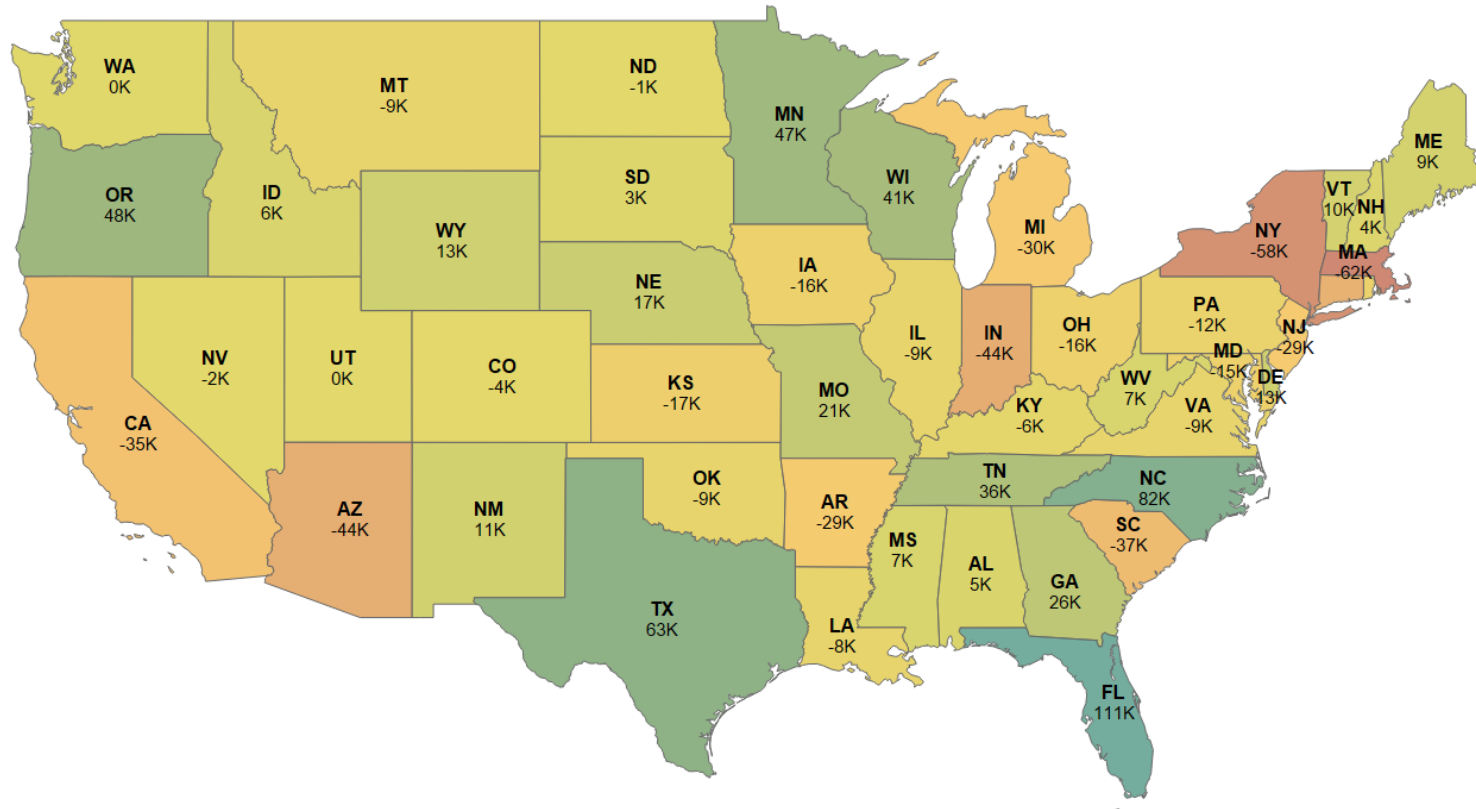 WA
0K
MT
-9K
ND
-1K
MN
47K
ME
9K
OR
48K
ID
6K
SD
3K
WI
41K
VT
10K
NH
4K
WY
13K
MI
-30K
NY
-58K
MA
-62K
IA
-16K
NE
17K
PA
-12K
NV
-2K
UT
0K
CO
-4K
IL
-9K
IN
-44K
OH
-16K
NJ
-29K
MD
-15K
DE
13K
KS
-17K
MO
21K
WV
7K
CA
-35K
KY
-6K
VA
-9K
OK
-9K
TN
36K
NC
82K
AZ
-44K
NM
11K
AR
-29K
SC
-37K
MS
7K
AL
5K
GA
26K
TX
63K
LA
-8K
FL
111K